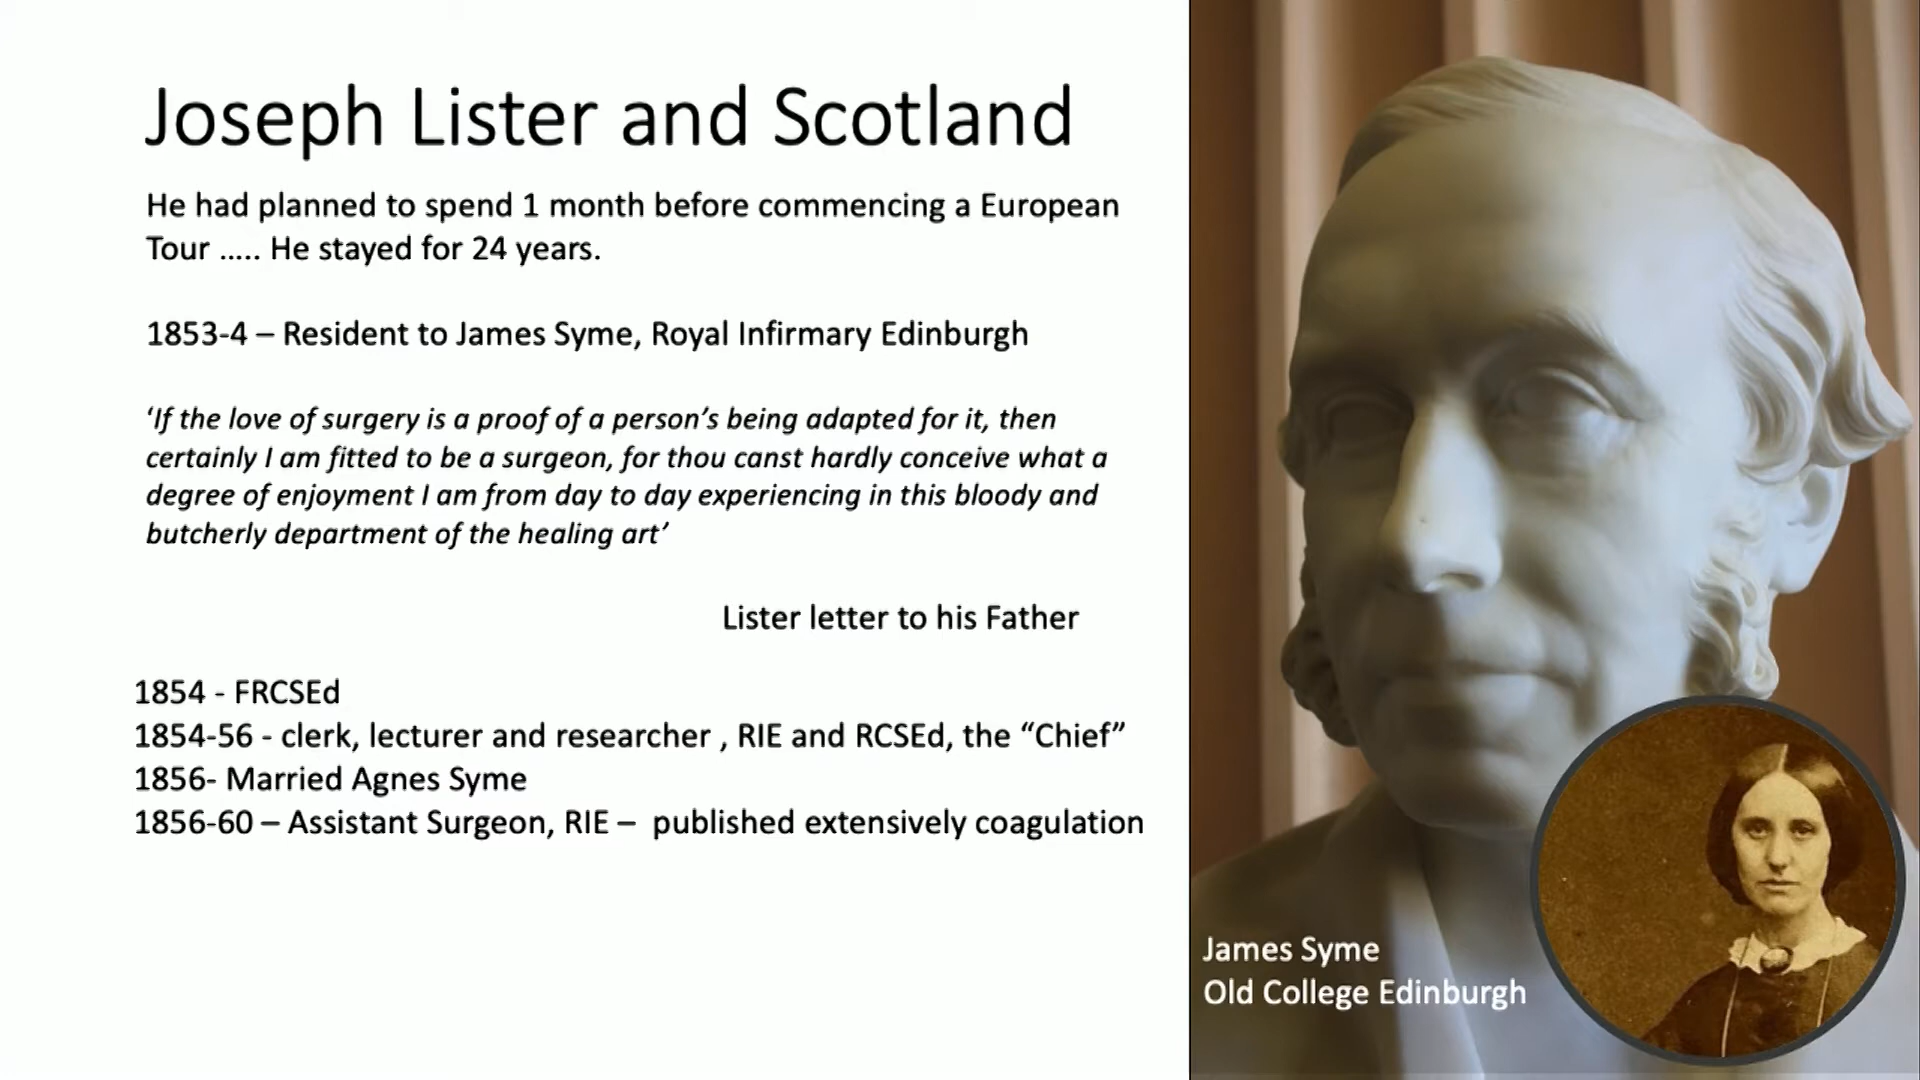 Joseph Lister and Scotland
He had planned to spend 1 month before commencing a European
Tour ..... He stayed for 24 years.
1853-4 – Resident to James Syme, Royal Infirmary Edinburgh
‘If the love of surgery is a proof of a person’s being adapted for it, then
certainly I am fitted to be a surgeon, for thou canst hardly conceive what a
degree of enjoyment I am from day to day experiencing in this bloody and
butcherly department of the healing art’
Lister letter to his Father
1854 - FRCSEd
1854-56 - clerk, lecturer and researcher , RIE and RCSEd, the “Chief”
1856- Married Agnes Syme
1856-60 – Assistant Surgeon, RIE –  published extensively coagulation
James Syme
Old College Edinburgh